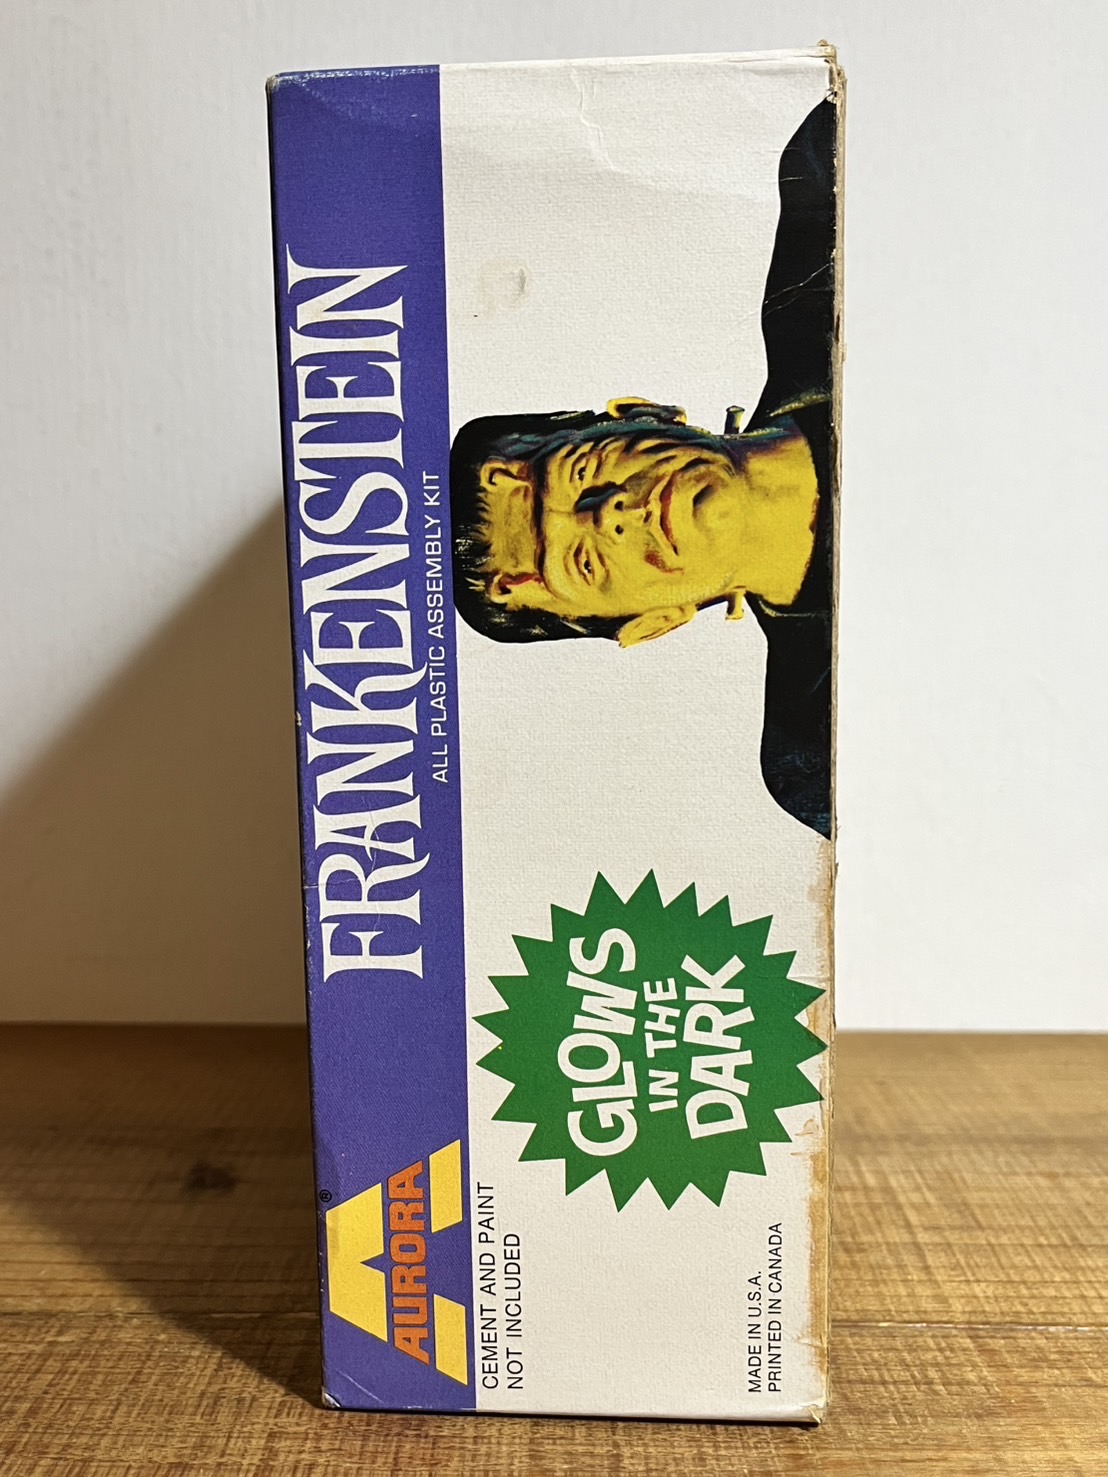 FRANKENSTEIN
ALL PLASTIC ASSEMBLY KIT
®
AURORA
CEMENT AND PAINT
NOT INCLUDED
GLOWS
IN THE
DARK
MADE IN U.S.A.
PRINTED IN CANADA